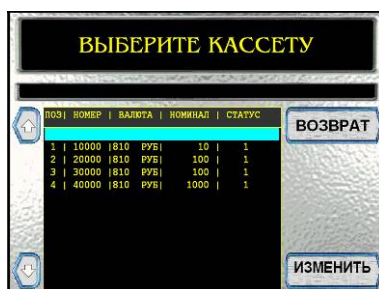 ВЫБЕРИТЕ КАССЕТУ
ПОЗ| НОМЕР | ВАЛЮТА | НОМИНАЛ | СТАТУС
ВОЗВРАТ
1 | 10000 |810 РУБ| 10 | 1
2 | 20000 |810 РУБ| 100 | 1
3 | 30000 |810 РУБ| 100 | 1
4 | 40000 |810 РУБ| 1000 | 1
ИЗМЕНИТЬ